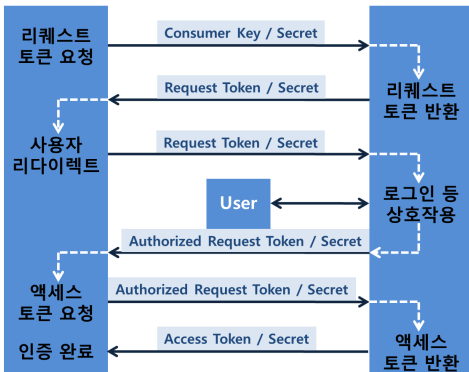 리퀘스트
토큰 요청
Consumer Key / Secret
Request Token / Secret
리퀘스트
토큰 반환
사용자
리다이렉트
Request Token / Secret
User
로그인 등
상호작용
Authorized Request Token / Secret
액세스
토큰 요청
Authorized Request Token / Secret
인증 완료
Access Token / Secret
액세스
토큰 반환